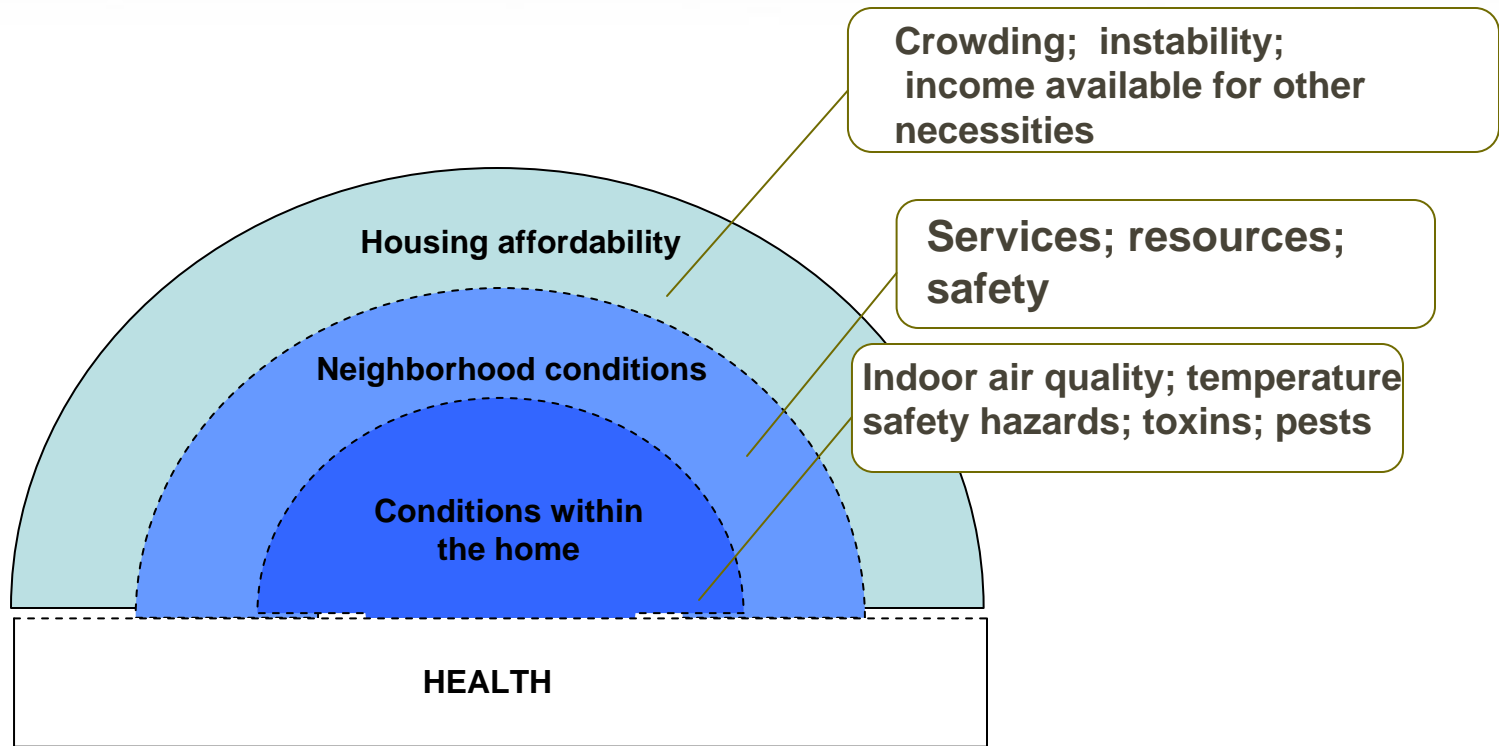 Crowding; instability;
income available for other
necessities
Housing affordability
Services; resources;
safety
Neighborhood conditions
Indoor air quality; temperature
safety hazards; toxins; pests
Conditions within
the home
HEALTH